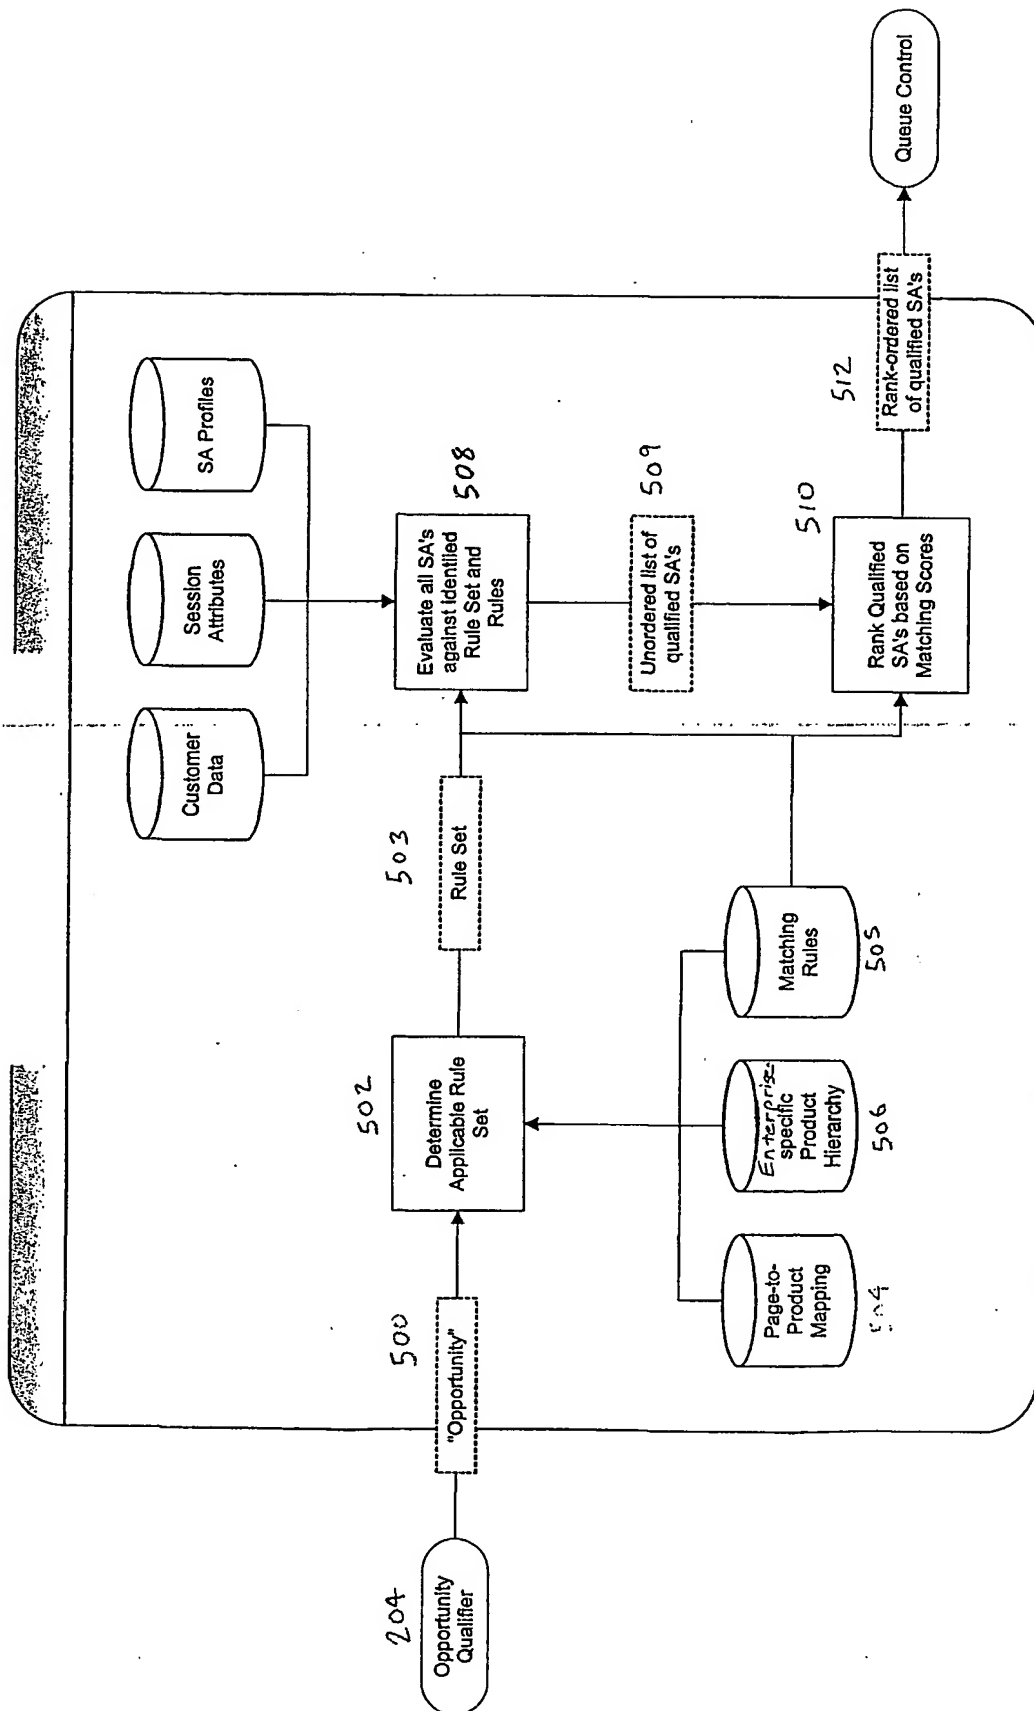 204
Opportunity
Qualifier
500
"Opportunity"
502
Determine
Applicable Rule
Set
503
Rule Set
Page-to-
Product
Mapping
504
Enterprise-
specific
Product
Hierarchy
506
Matching
Rules
505
Customer
Data
Session
Attributes
SA Profiles
Evaluate all SA's
against identified
Rule Set and
Rules
508
Unordered list of
qualified SA's
509
Rank Qualified
SA's based on
Matching Scores
510
512
Rank-ordered list
of qualified SA's
Queue Control